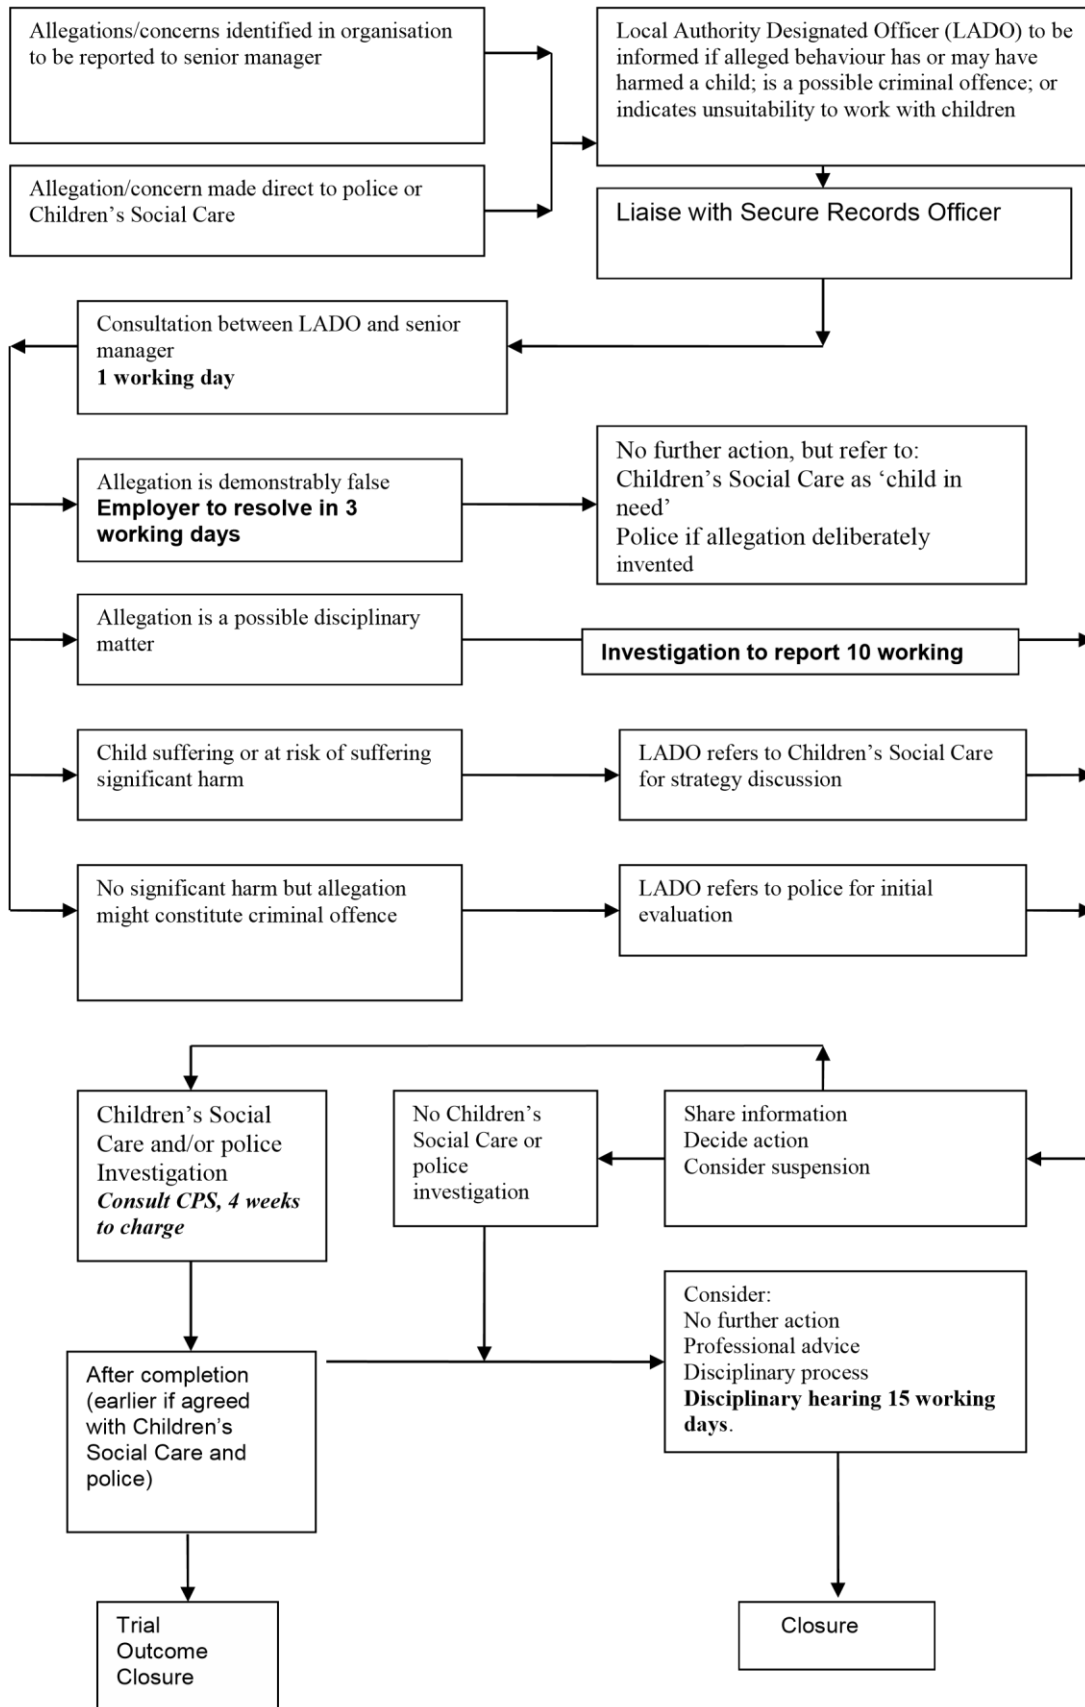 Allegations/concerns identified in organisation
to be reported to senior manager
Local Authority Designated Officer (LADO) to be
informed if alleged behaviour has or may have
harmed a child; is a possible criminal offence; or
indicates unsuitability to work with children
Allegation/concern made direct to police or
Children’s Social Care
Liaise with Secure Records Officer
Consultation between LADO and senior
manager
1 working day
Allegation is demonstrably false
Employer to resolve in 3
working days
No further action, but refer to:
Children’s Social Care as ‘child in
need’
Police if allegation deliberately
invented
Allegation is a possible disciplinary
matter
Investigation to report 10 working
Child suffering or at risk of suffering
significant harm
LADO refers to Children’s Social Care
for strategy discussion
No significant harm but allegation
might constitute criminal offence
LADO refers to police for initial
evaluation
Children’s Social
Care and/or police
Investigation
Consult CPS, 4 weeks
to charge
No Children’s
Social Care or
police
investigation
Share information
Decide action
Consider suspension
After completion
(earlier if agreed
with Children’s
Social Care and
police)
Consider:
No further action
Professional advice
Disciplinary process
Disciplinary hearing 15 working
days.
Trial
Outcome
Closure
Closure